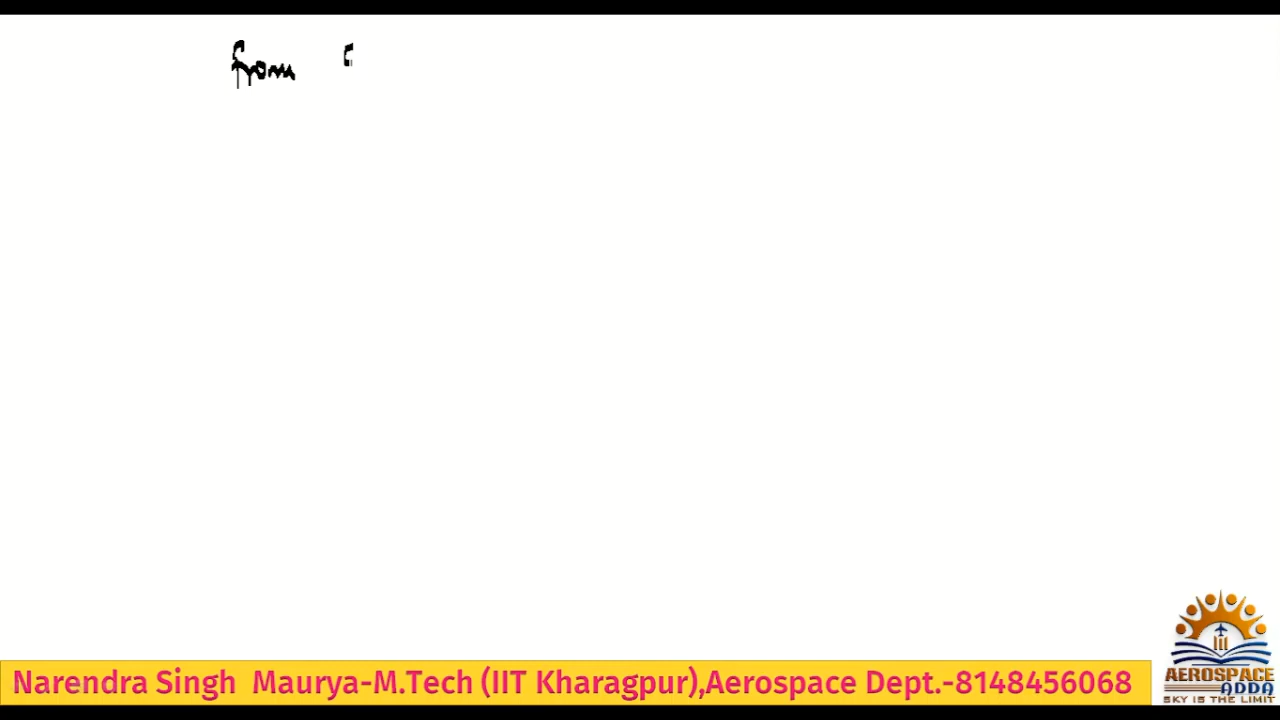 from
Narendra Singh Maurya-M.Tech (IIT Kharagpur),Aerospace Dept.-8148456068
AEROSPACE
ADDA
SKY IS THE LIMIT